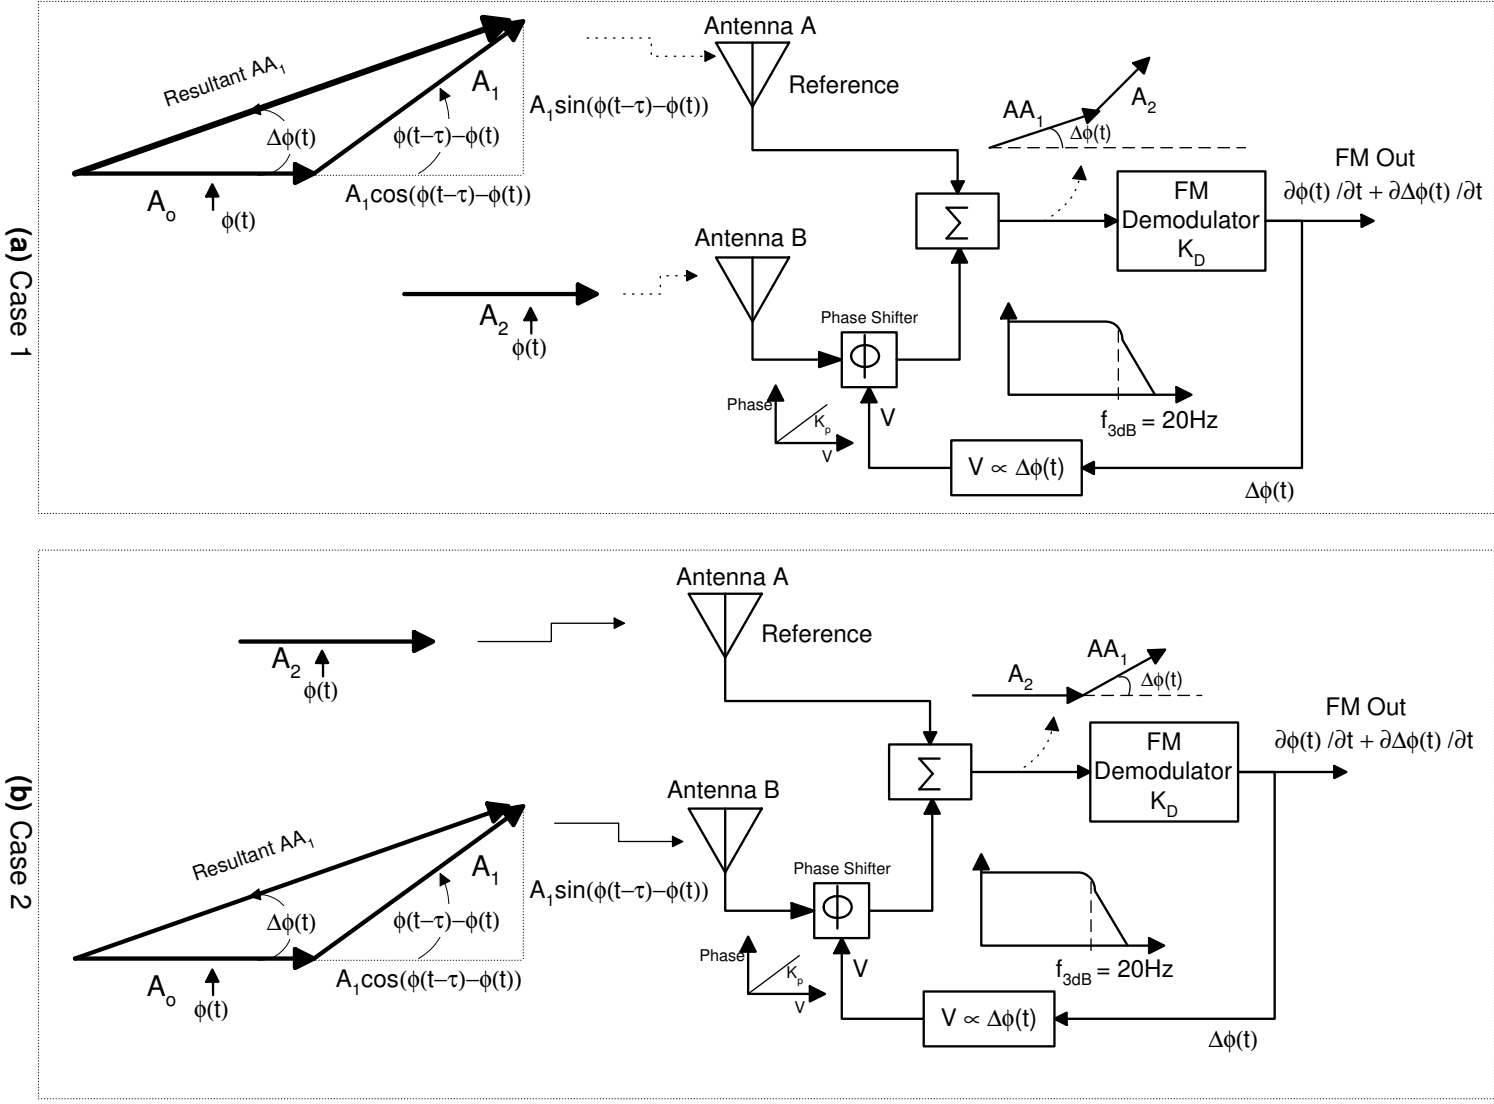 (a) Case 1
Resultant AA₁
A₁
Δϕ(t)
ϕ(t−τ)−ϕ(t)
A₁sin(ϕ(t−τ)−ϕ(t))
A₁cos(ϕ(t−τ)−ϕ(t))
Aₒ
ϕ(t)
A₂
ϕ(t)
Antenna A
Reference
Antenna B
Phase Shifter
Φ
Phase
Kₚ
V
V
Σ
AA₁
A₂
Δϕ(t)
FM
Demodulator
K_D
FM Out
∂ϕ(t) /∂t + ∂Δϕ(t) /∂t
f₃dB = 20Hz
V ∝ Δϕ(t)
Δϕ(t)
(b) Case 2
A₂
ϕ(t)
Resultant AA₁
A₁
Δϕ(t)
ϕ(t−τ)−ϕ(t)
A₁sin(ϕ(t−τ)−ϕ(t))
A₁cos(ϕ(t−τ)−ϕ(t))
Aₒ
ϕ(t)
Antenna A
Reference
Antenna B
Phase Shifter
Φ
Phase
Kₚ
V
V
Σ
A₂
AA₁
Δϕ(t)
FM
Demodulator
K_D
FM Out
∂ϕ(t) /∂t + ∂Δϕ(t) /∂t
f₃dB = 20Hz
V ∝ Δϕ(t)
Δϕ(t)